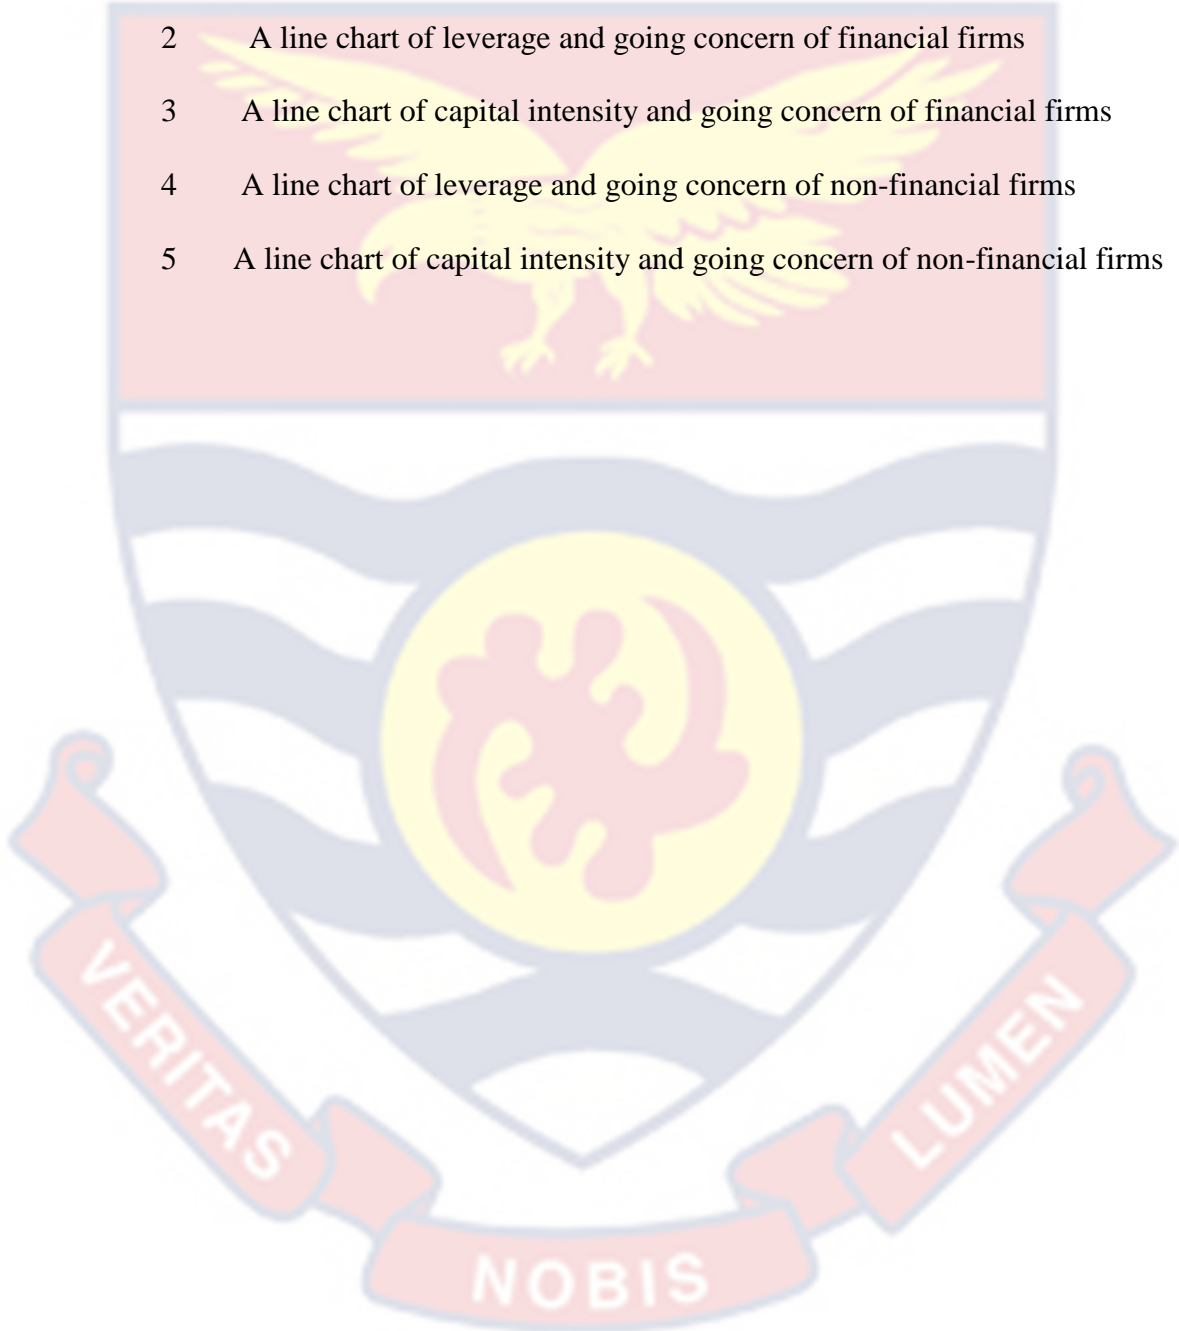 2 A line chart of leverage and going concern of financial firms
3 A line chart of capital intensity and going concern of financial firms
4 A line chart of leverage and going concern of non-financial firms
5 A line chart of capital intensity and going concern of non-financial firms
VERITAS
NOBIS
LUMEN